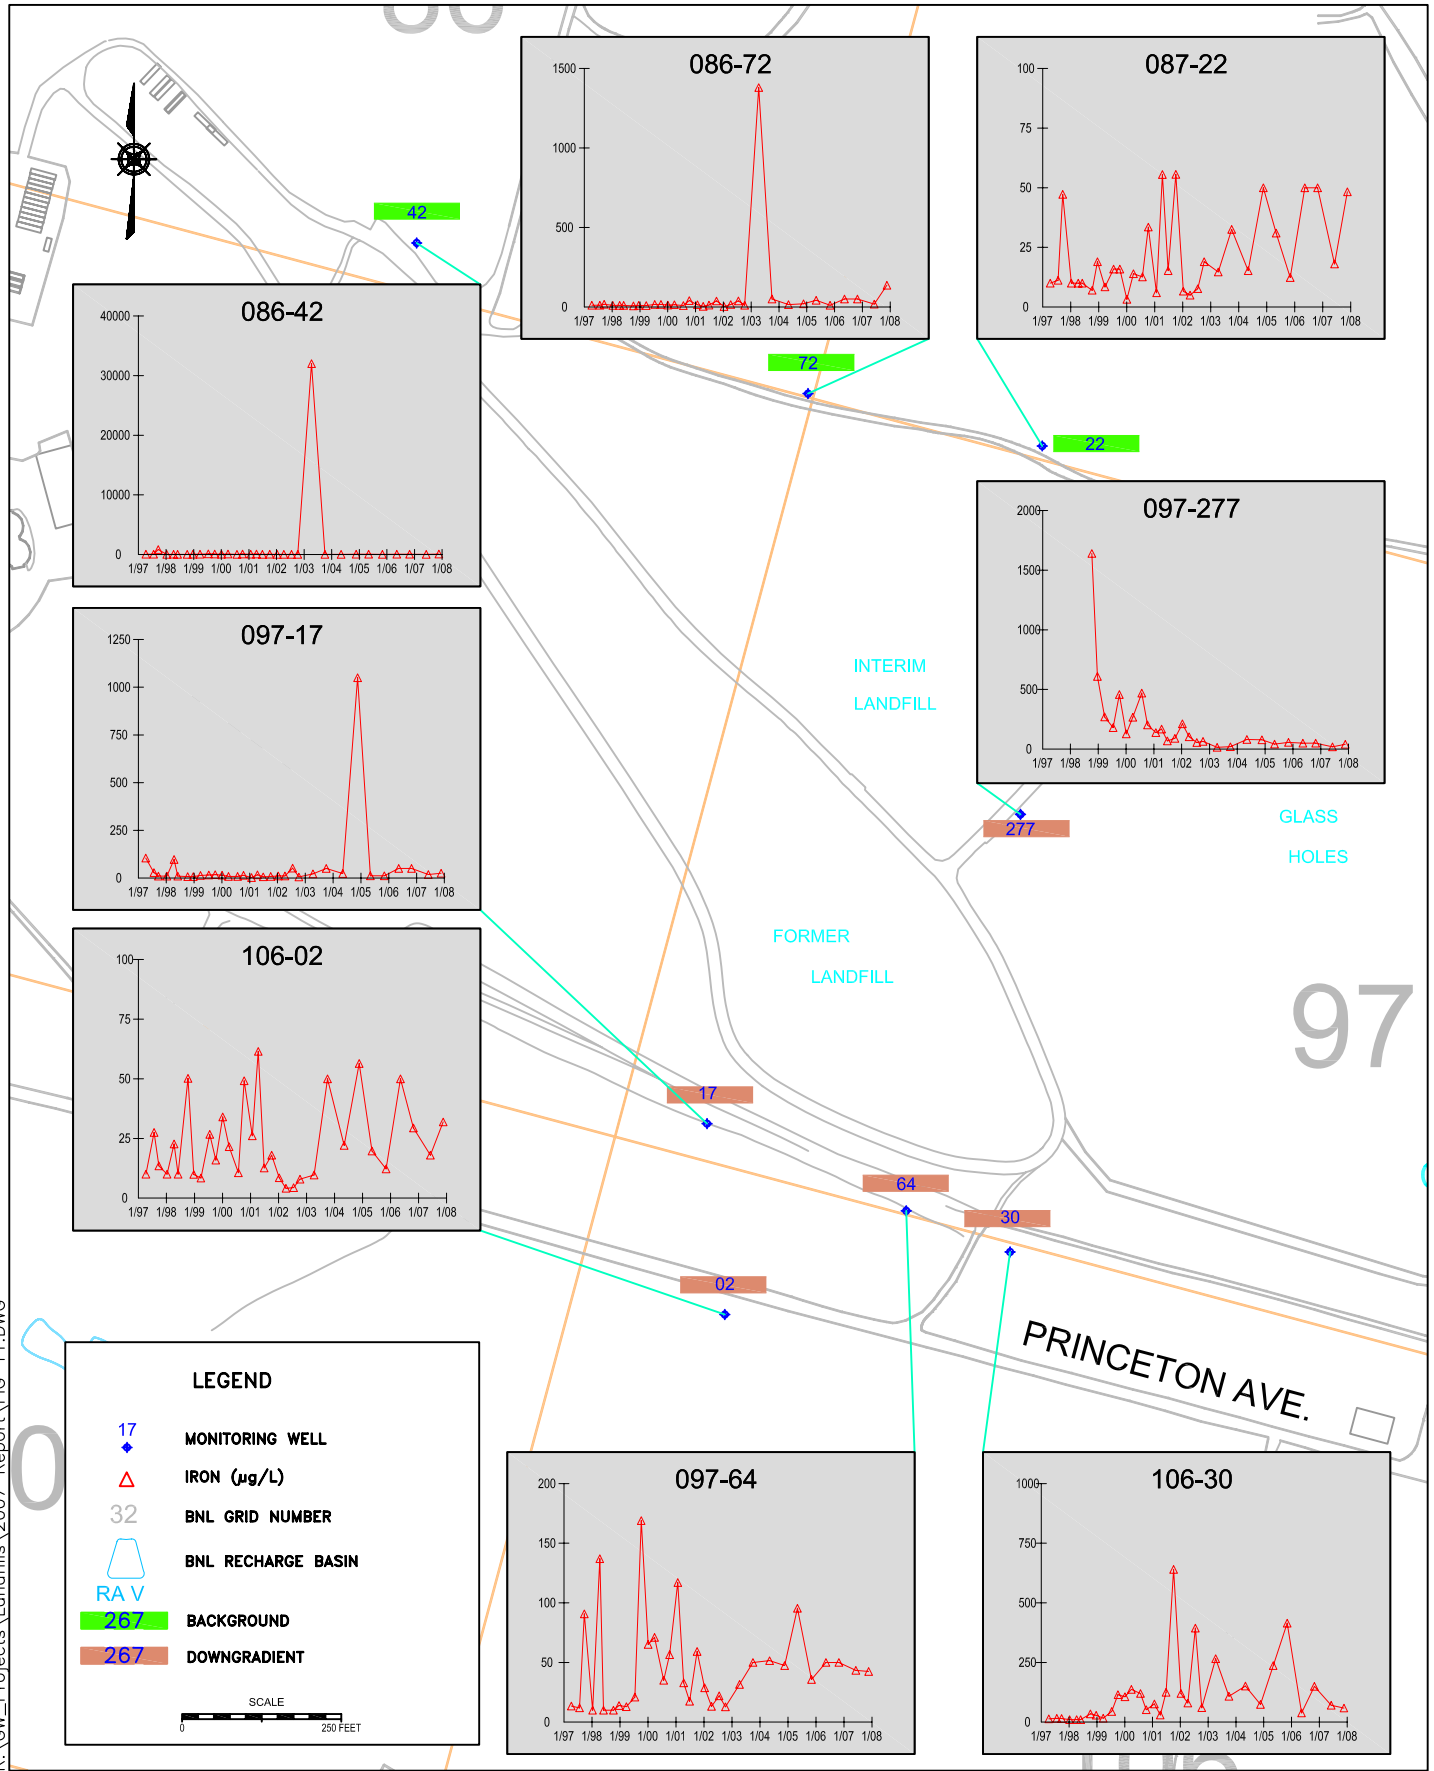 086-72
1500
1000
500
0
1/97 1/98 1/99 1/00 1/01 1/02 1/03 1/04 1/05 1/06 1/07 1/08
087-22
100
75
50
25
0
1/97 1/98 1/99 1/00 1/01 1/02 1/03 1/04 1/05 1/06 1/07 1/08
42
086-42
40000
30000
20000
10000
0
1/97 1/98 1/99 1/00 1/01 1/02 1/03 1/04 1/05 1/06 1/07 1/08
72
22
097-277
2000
1500
1000
500
0
1/97 1/98 1/99 1/00 1/01 1/02 1/03 1/04 1/05 1/06 1/07 1/08
097-17
1250
1000
750
500
250
0
1/97 1/98 1/99 1/00 1/01 1/02 1/03 1/04 1/05 1/06 1/07 1/08
INTERIM
LANDFILL
277
GLASS
HOLES
FORMER
LANDFILL
97
106-02
100
75
50
25
0
1/97 1/98 1/99 1/00 1/01 1/02 1/03 1/04 1/05 1/06 1/07 1/08
17
64
30
02
PRINCETON AVE.
LEGEND
17
MONITORING WELL
IRON (µg/L)
32
BNL GRID NUMBER
BNL RECHARGE BASIN
RA V
267
BACKGROUND
267
DOWNGRADIENT
SCALE
0
250 FEET
097-64
200
150
100
50
0
1/97 1/98 1/99 1/00 1/01 1/02 1/03 1/04 1/05 1/06 1/07 1/08
106-30
1000
750
500
250
0
1/97 1/98 1/99 1/00 1/01 1/02 1/03 1/04 1/05 1/06 1/07 1/08